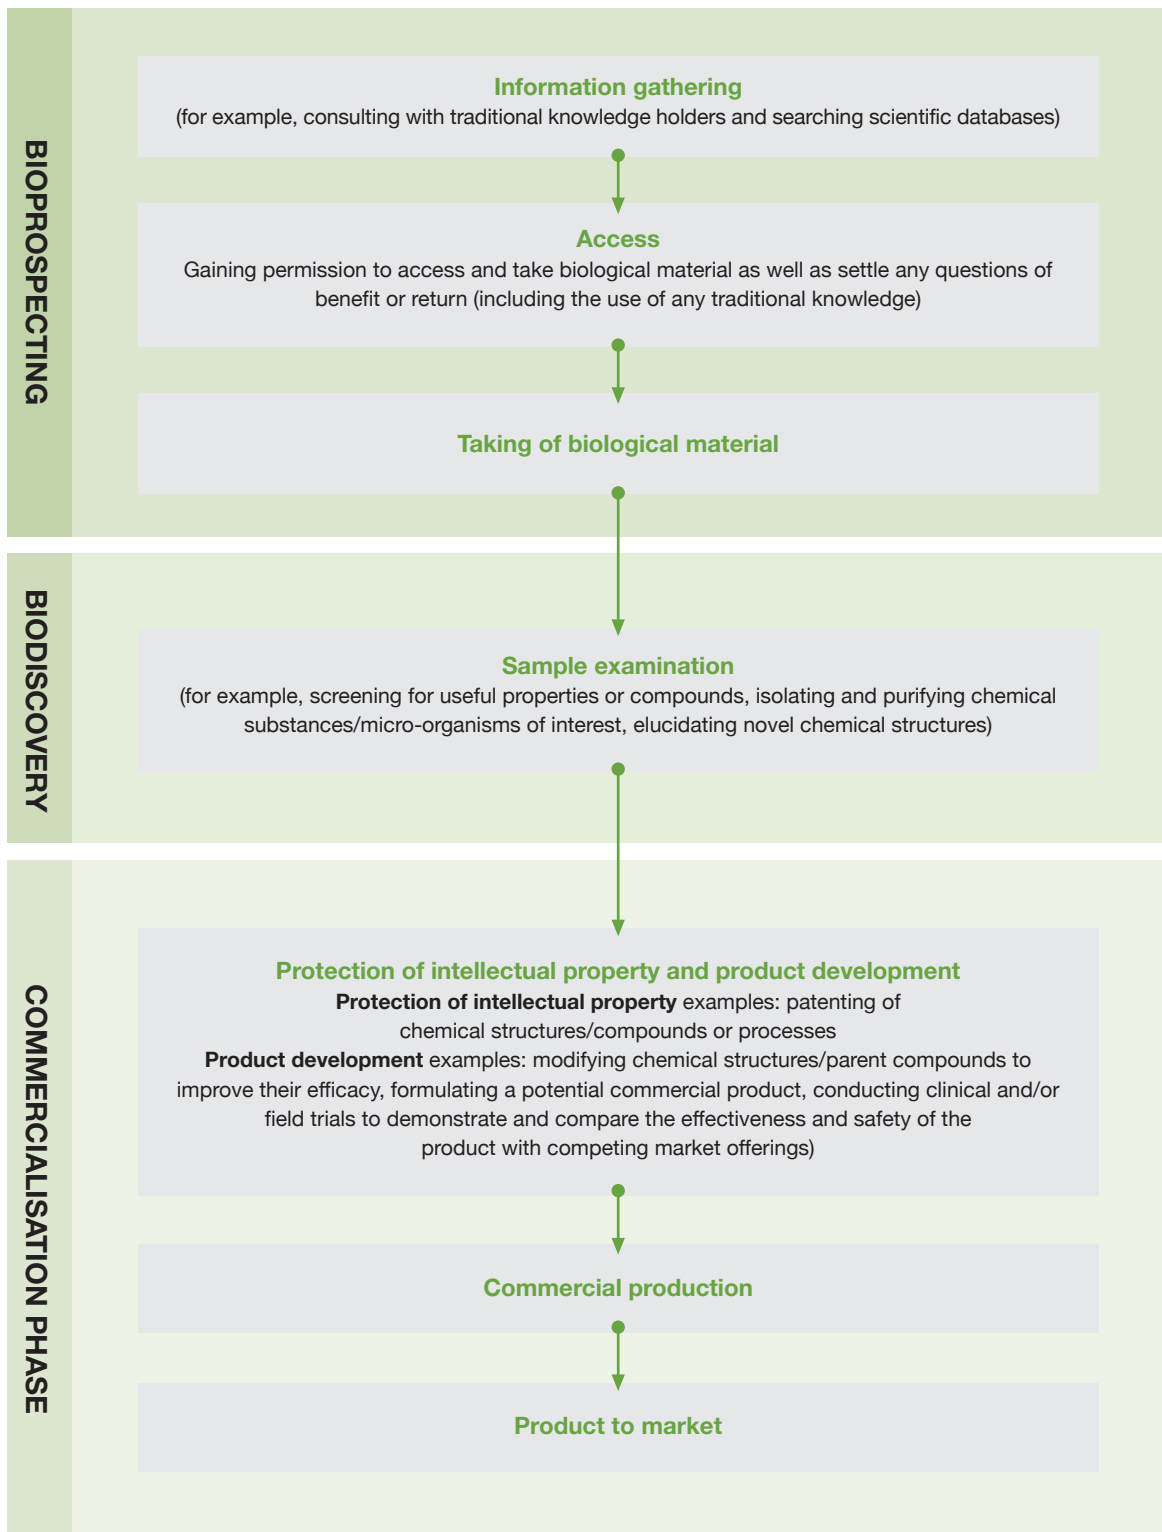 BIOPROSPECTING
Information gathering
(for example, consulting with traditional knowledge holders and searching scientific databases)
Access
Gaining permission to access and take biological material as well as settle any questions of
benefit or return (including the use of any traditional knowledge)
Taking of biological material
BIODISCOVERY
Sample examination
(for example, screening for useful properties or compounds, isolating and purifying chemical
substances/micro-organisms of interest, elucidating novel chemical structures)
COMMERCIALISATION PHASE
Protection of intellectual property and product development
Protection of intellectual property examples: patenting of
chemical structures/compounds or processes
Product development examples: modifying chemical structures/parent compounds to
improve their efficacy, formulating a potential commercial product, conducting clinical and/or
field trials to demonstrate and compare the effectiveness and safety of the
product with competing market offerings)
Commercial production
Product to market